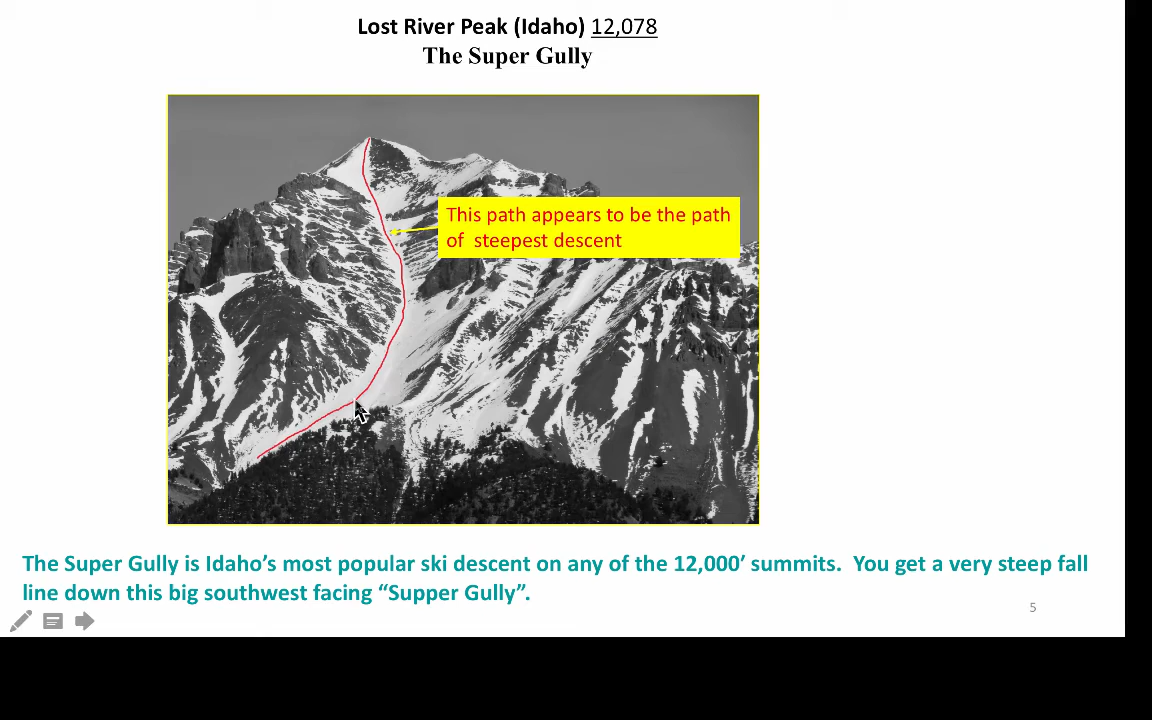 Lost River Peak (Idaho) 12,078
The Super Gully
This path appears to be the path
of steepest descent
The Super Gully is Idaho’s most popular ski descent on any of the 12,000’ summits. You get a very steep fall
line down this big southwest facing “Supper Gully”.
5